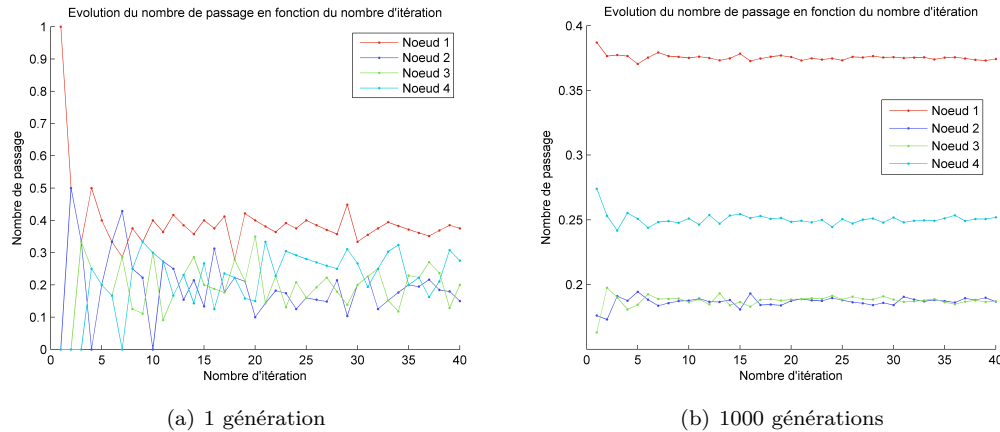 Evolution du nombre de passage en fonction du nombre d'itération
1
0.9
0.8
0.7
0.6
0.5
0.4
0.3
0.2
0.1
0
Nombre de passage
Noeud 1
Noeud 2
Noeud 3
Noeud 4
0 5 10 15 20 25 30 35 40
Nombre d'itération
(a) 1 génération
Evolution du nombre de passage en fonction du nombre d'itération
0.4
0.35
0.3
0.25
0.2
Nombre de passage
Noeud 1
Noeud 2
Noeud 3
Noeud 4
0 5 10 15 20 25 30 35 40
Nombre d'itération
(b) 1000 générations